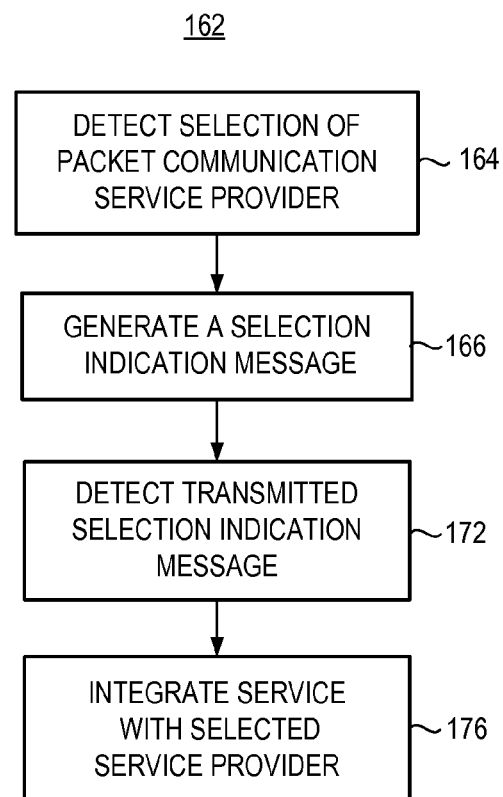 162
DETECT SELECTION OF
PACKET COMMUNICATION
SERVICE PROVIDER
164
GENERATE A SELECTION
INDICATION MESSAGE
166
DETECT TRANSMITTED
SELECTION INDICATION
MESSAGE
172
INTEGRATE SERVICE
WITH SELECTED
SERVICE PROVIDER
176